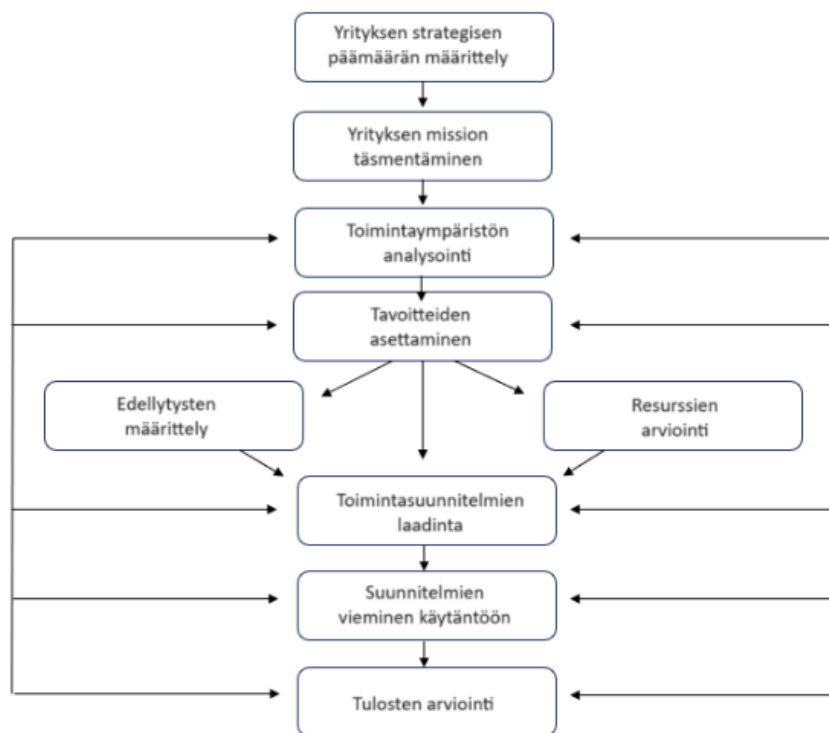 Yrityksen strategisen
päämäärän määrittely
Yrityksen mission
täsmentäminen
Toimintaympäristön
analysointi
Tavoitteiden
asettaminen
Edellytysten
määrittely
Resurssien
arviointi
Toimintasuunnitelmien
laadinta
Suunnitelmien
vieminen käytäntöön
Tulosten arviointi